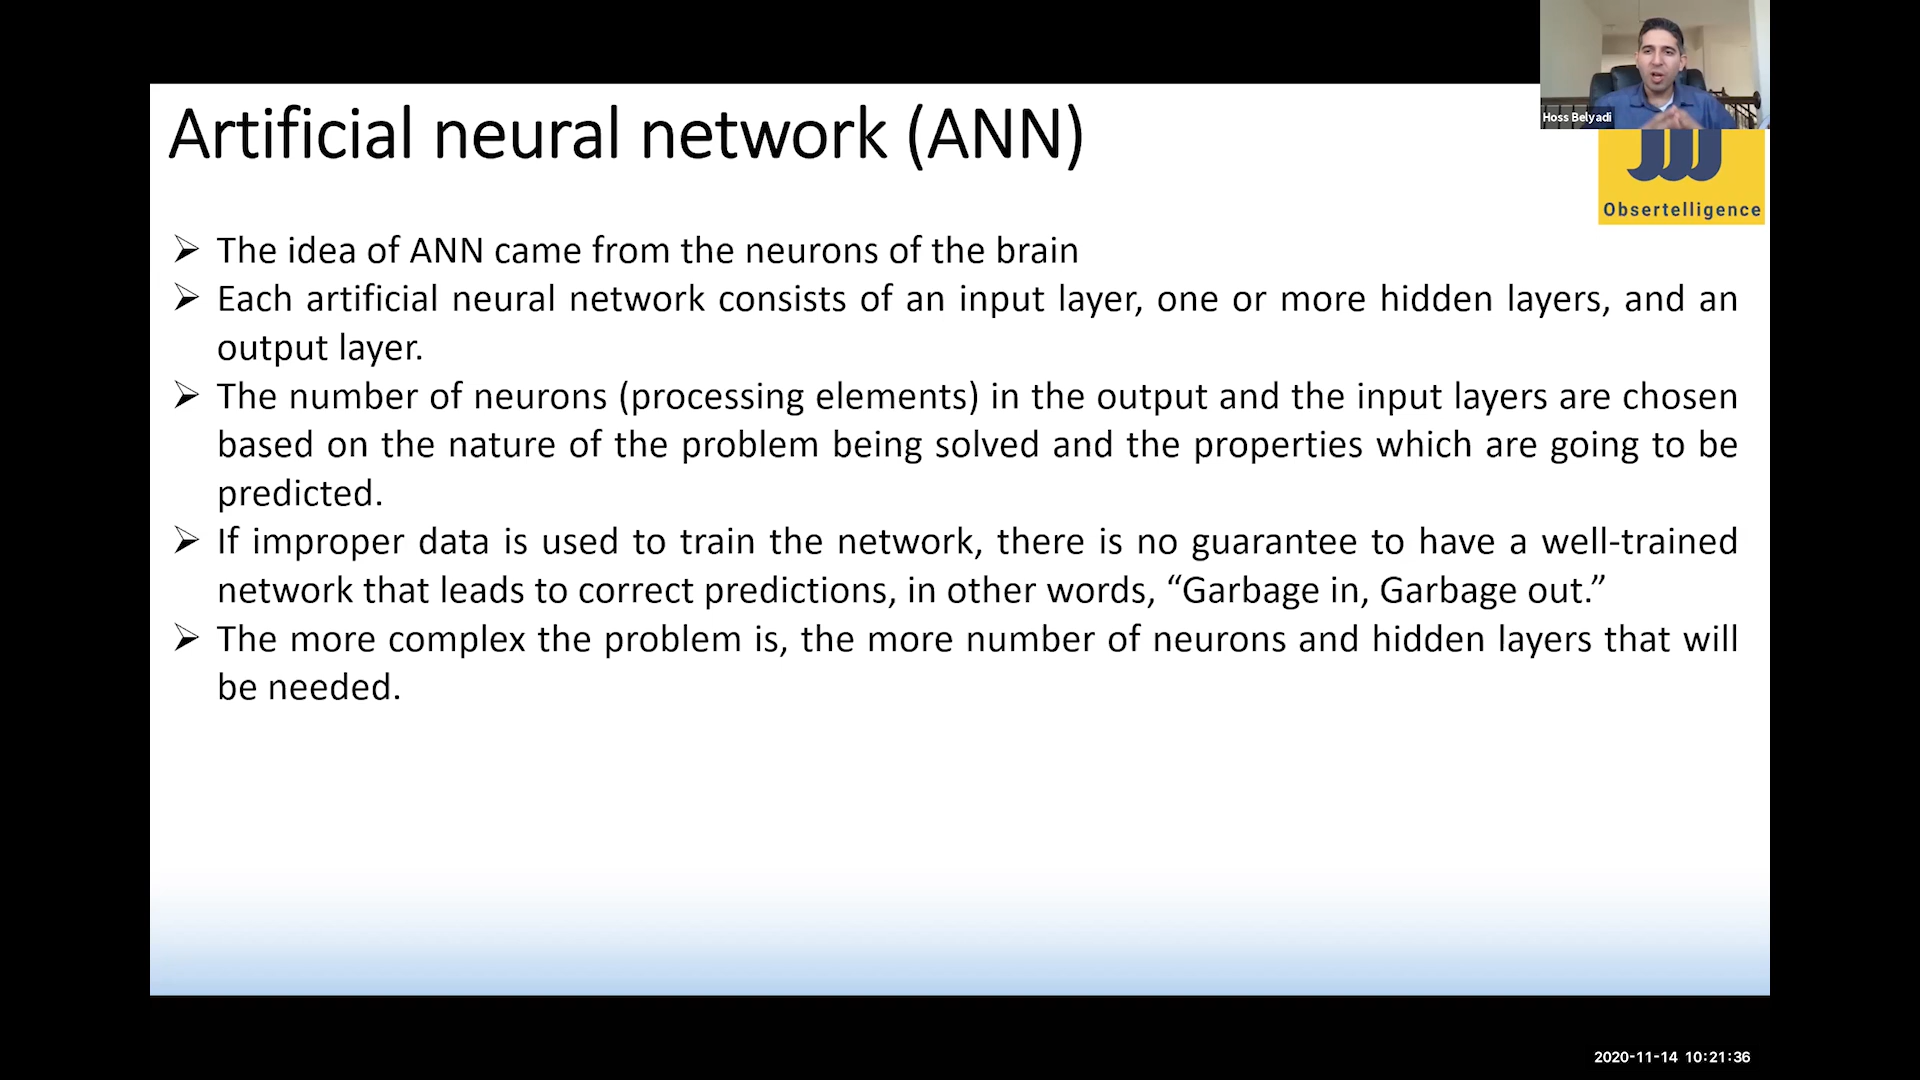 Hoss Belyadi
Artificial neural network (ANN)
Obsertelligence
➢ The idea of ANN came from the neurons of the brain
➢ Each artificial neural network consists of an input layer, one or more hidden layers, and an
output layer.
➢ The number of neurons (processing elements) in the output and the input layers are chosen
based on the nature of the problem being solved and the properties which are going to be
predicted.
➢ If improper data is used to train the network, there is no guarantee to have a well-trained
network that leads to correct predictions, in other words, “Garbage in, Garbage out.”
➢ The more complex the problem is, the more number of neurons and hidden layers that will
be needed.
2020-11-14 10:21:36